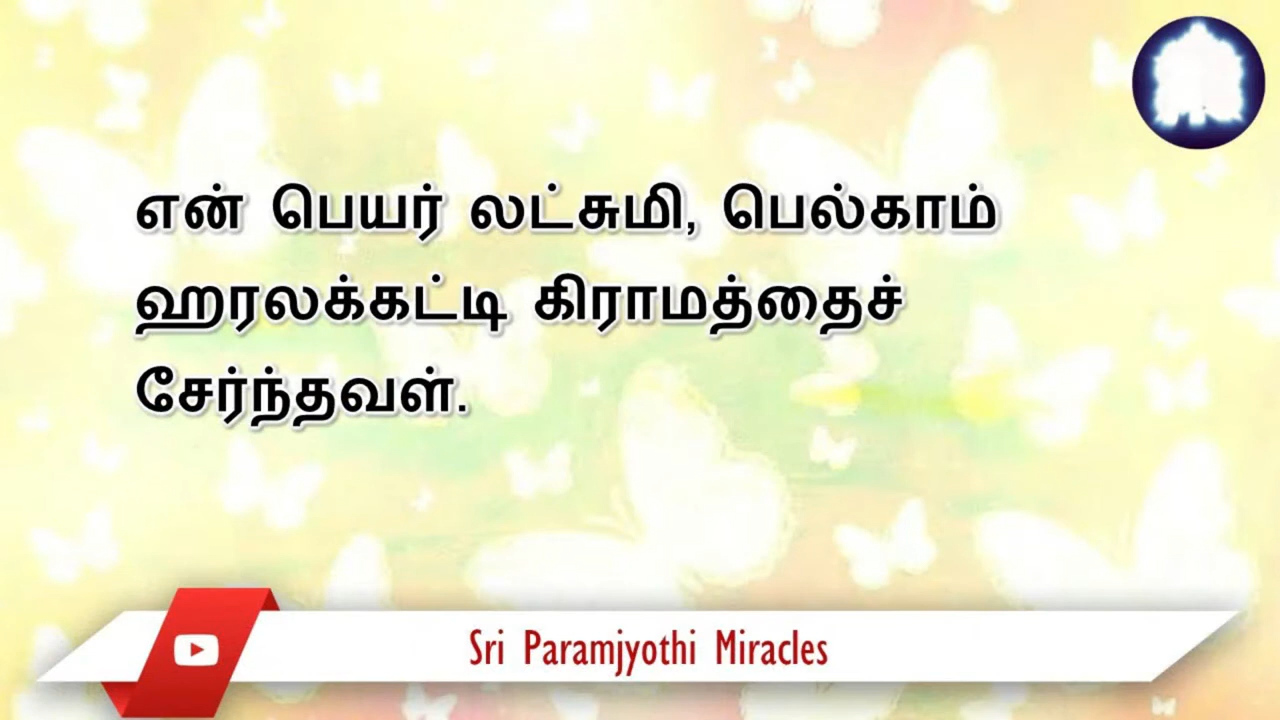 என் பெயர் லட்சுமி, பெல்காம்
ஹரலக்கட்டி கிராமத்தைச்
சேர்ந்தவள்.
Sri Paramjyothi Miracles